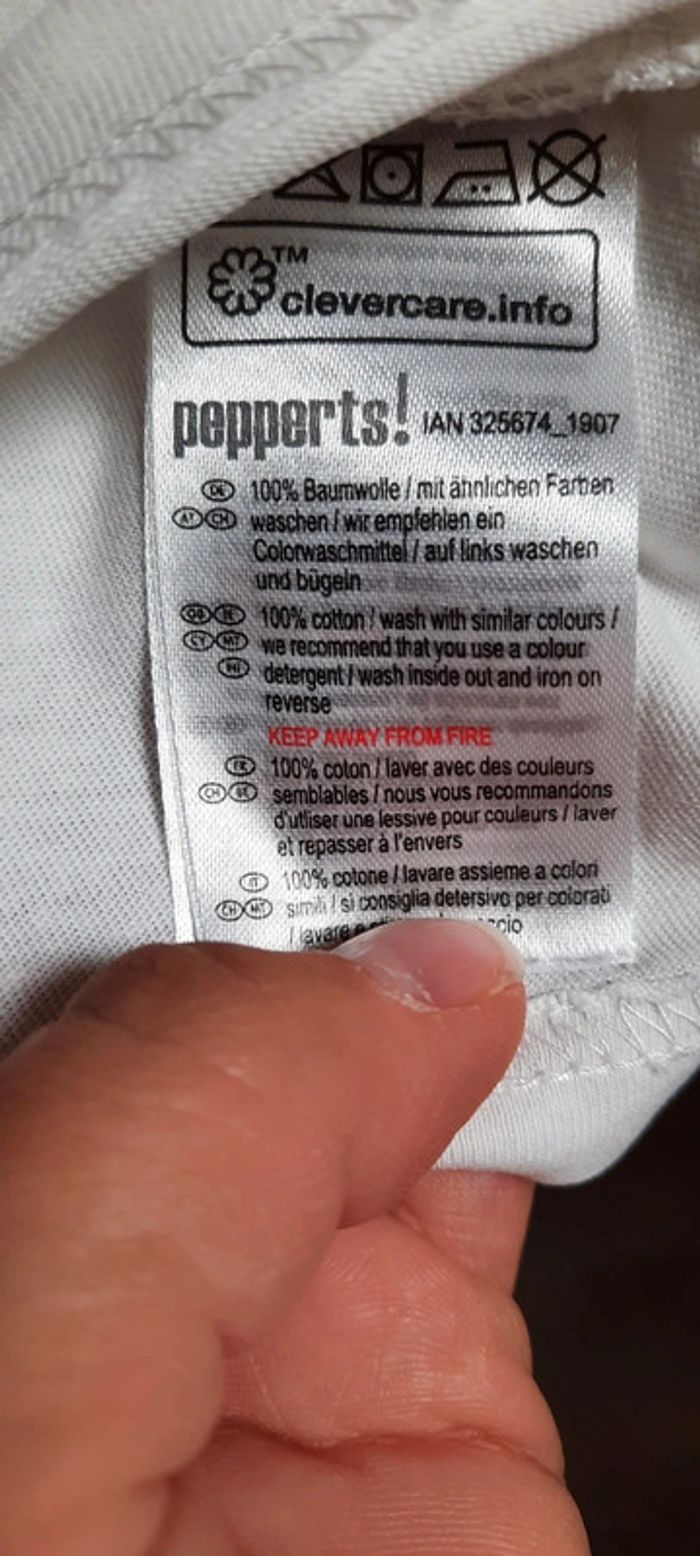 TM
clevercare.info
pepperts! IAN 325674_1907
DE 100% Baumwolle / mit ähnlichen Farben
AT CH waschen / wir empfehlen ein
Colorwaschmittel / auf links waschen
und bügeln
GB IE 100% cotton / wash with similar colours /
CY MT we recommend that you use a colour
NI detergent / wash inside out and iron on
reverse
KEEP AWAY FROM FIRE
FR 100% coton / laver avec des couleurs
CH BE semblables / nous vous recommandons
d'utliser une lessive pour couleurs / laver
et repasser à l'envers
IT 100% cotone / lavare assieme a colori
CH MT simili / si consiglia detersivo per colorati
/ lavare e